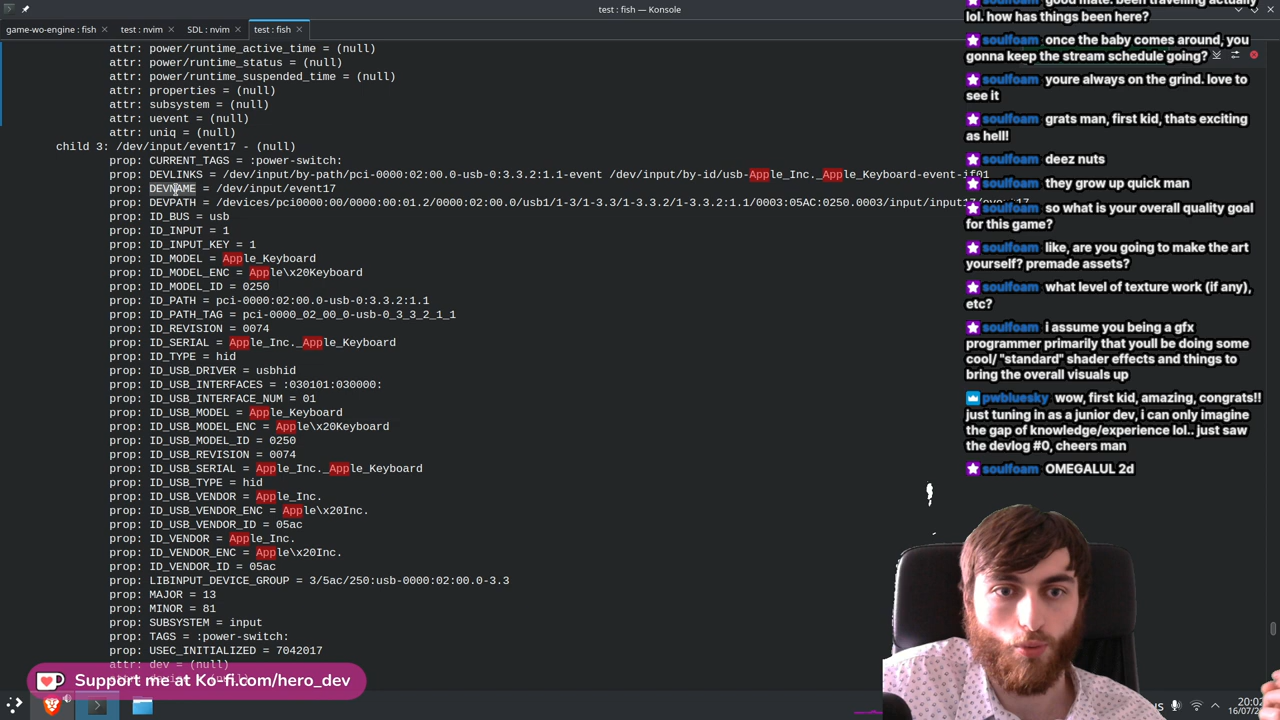 test : fish — Konsole
game-wo-engine : fish
test : nvim
SDL : nvim
test : fish
attr: power/runtime_active_time = (null)
attr: power/runtime_status = (null)
attr: power/runtime_suspended_time = (null)
attr: properties = (null)
attr: subsystem = (null)
attr: uevent = (null)
attr: uniq = (null)
child 3: /dev/input/event17 - (null)
prop: CURRENT_TAGS = :power-switch:
prop: DEVLINKS = /dev/input/by-path/pci-0000:02:00.0-usb-0:3.3.2:1.1-event /dev/input/by-id/usb-Apple_Inc._Apple_Keyboard-event-if01
prop: DEVNAME = /dev/input/event17
prop: DEVPATH = /devices/pci0000:00/0000:00:01.2/0000:02:00.0/usb1/1-3/1-3.3/1-3.3.2/1-3.3.2:1.1/0003:05AC:0250.0003/input/input17/event17
prop: ID_BUS = usb
prop: ID_INPUT = 1
prop: ID_INPUT_KEY = 1
prop: ID_MODEL = Apple_Keyboard
prop: ID_MODEL_ENC = Apple\x20Keyboard
prop: ID_MODEL_ID = 0250
prop: ID_PATH = pci-0000:02:00.0-usb-0:3.3.2:1.1
prop: ID_PATH_TAG = pci-0000_02_00_0-usb-0_3_3_2_1_1
prop: ID_REVISION = 0074
prop: ID_SERIAL = Apple_Inc._Apple_Keyboard
prop: ID_TYPE = hid
prop: ID_USB_DRIVER = usbhid
prop: ID_USB_INTERFACES = :030101:030000:
prop: ID_USB_INTERFACE_NUM = 01
prop: ID_USB_MODEL = Apple_Keyboard
prop: ID_USB_MODEL_ENC = Apple\x20Keyboard
prop: ID_USB_MODEL_ID = 0250
prop: ID_USB_REVISION = 0074
prop: ID_USB_SERIAL = Apple_Inc._Apple_Keyboard
prop: ID_USB_TYPE = hid
prop: ID_USB_VENDOR = Apple_Inc.
prop: ID_USB_VENDOR_ENC = Apple\x20Inc.
prop: ID_USB_VENDOR_ID = 05ac
prop: ID_VENDOR = Apple_Inc.
prop: ID_VENDOR_ENC = Apple\x20Inc.
prop: ID_VENDOR_ID = 05ac
prop: LIBINPUT_DEVICE_GROUP = 3/5ac/250:usb-0000:02:00.0-3.3
prop: MAJOR = 13
prop: MINOR = 81
prop: SUBSYSTEM = input
prop: TAGS = :power-switch:
prop: USEC_INITIALIZED = 7042017
attr: dev = (null)
Support me at Ko-fi.com/hero_dev
soulfoam good mate. been travelling actually
lol. how has things been here?
soulfoam once the baby comes around, you
gonna keep the stream schedule going?
soulfoam youre always on the grind. love to
see it
soulfoam grats man, first kid, thats exciting
as hell!
soulfoam deez nuts
soulfoam they grow up quick man
soulfoam so what is your overall quality goal
for this game?
soulfoam like, are you going to make the art
yourself? premade assets?
soulfoam what level of texture work (if any),
etc?
soulfoam i assume you being a gfx
programmer primarily that youll be doing some
cool/ "standard" shader effects and things to
bring the overall visuals up
pwbluesky wow, first kid, amazing, congrats!!
just tuning in as a junior dev, i can only imagine
the gap of knowledge/experience lol.. just saw
the devlog #0, cheers man
soulfoam OMEGALUL 2d
US
20:02
16/07/2